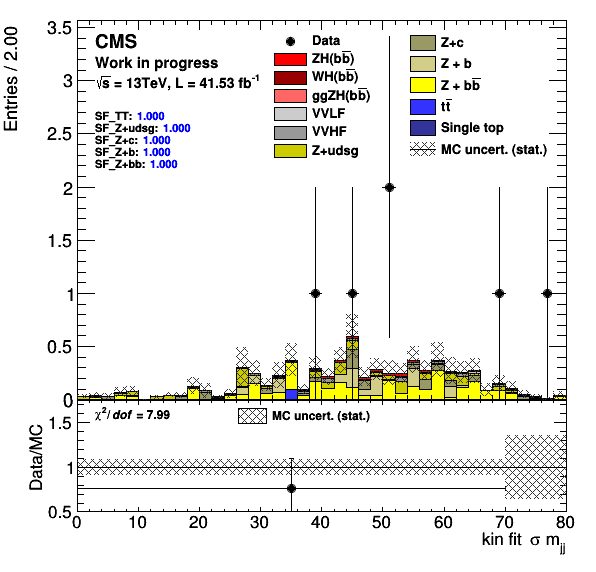 Entries / 2.00
3.5
3
2.5
2
1.5
1
0.5
0
CMS
Work in progress
√s = 13TeV, L = 41.53 fb⁻¹
SF_TT: 1.000
SF_Z+udsg: 1.000
SF_Z+c: 1.000
SF_Z+b: 1.000
SF_Z+bb: 1.000
Data
ZH(bb̅)
WH(bb̅)
ggZH(bb̅)
VVLF
VVHF
Z+udsg
Z+c
Z + b
Z + bb̅
tt̅
Single top
MC uncert. (stat.)
χ²/ dof = 7.99
MC uncert. (stat.)
Data/MC
1.5
1
0.5
0 10 20 30 40 50 60 70 80
kin fit σ mjj